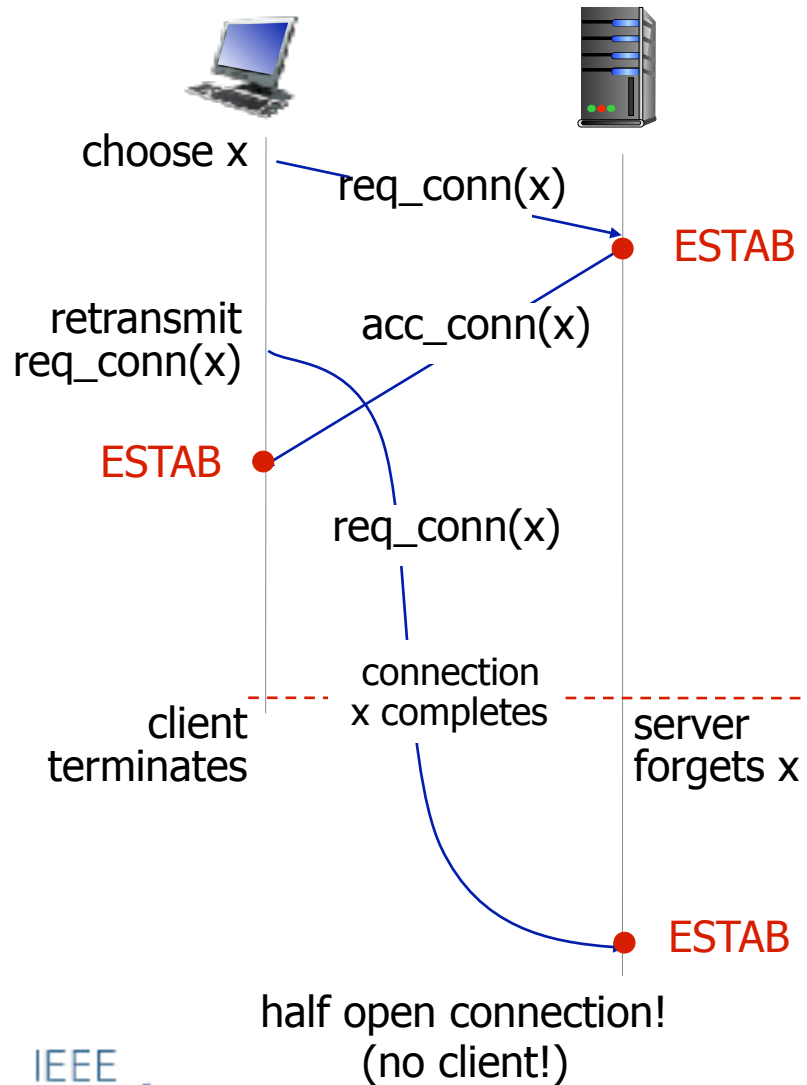 choose x
req_conn(x)
ESTAB
retransmit
req_conn(x)
acc_conn(x)
ESTAB
req_conn(x)
connection
x completes
client
terminates
server
forgets x
ESTAB
half open connection!
(no client!)
IEEE